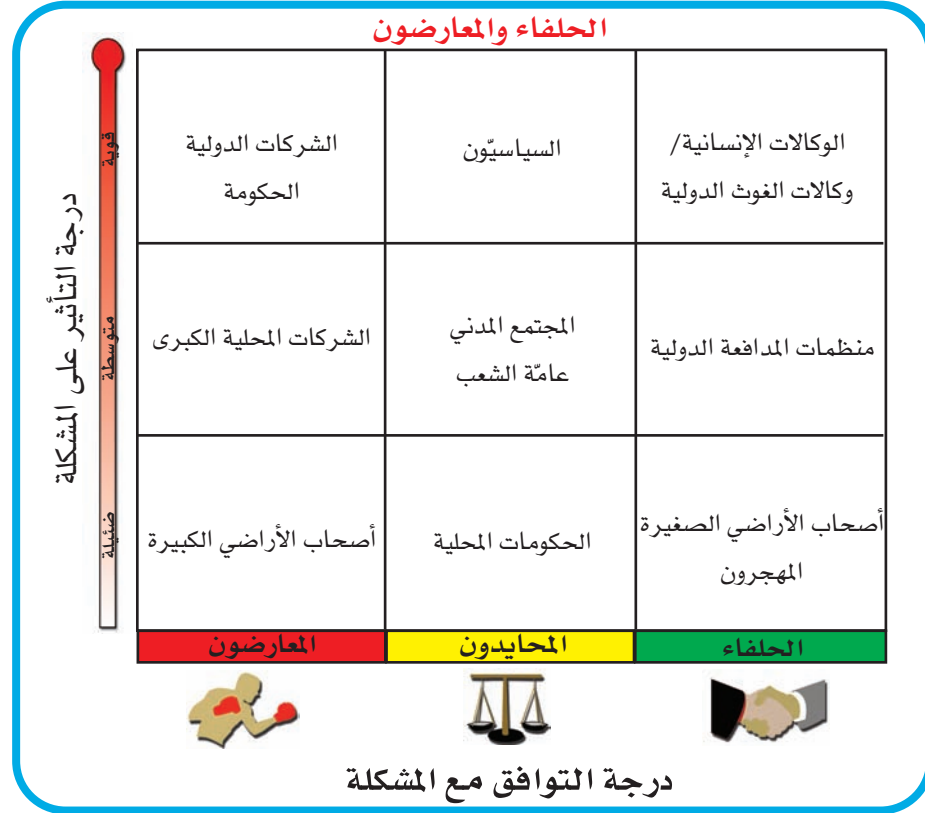 الحلفاء والمعارضون
درجة التأثير على المشكلة
قوية
متوسطة
ضئيلة
الوكالات الإنسانية/
وكالات الغوث الدولية
السياسيّون
الشركات الدولية
الحكومة
منظمات المدافعة الدولية
المجتمع المدني
عامّة الشعب
الشركات المحلية الكبرى
أصحاب الأراضي الصغيرة
المهجرون
الحكومات المحلية
أصحاب الأراضي الكبيرة
الحلفاء
المحايدون
المعارضون
درجة التوافق مع المشكلة